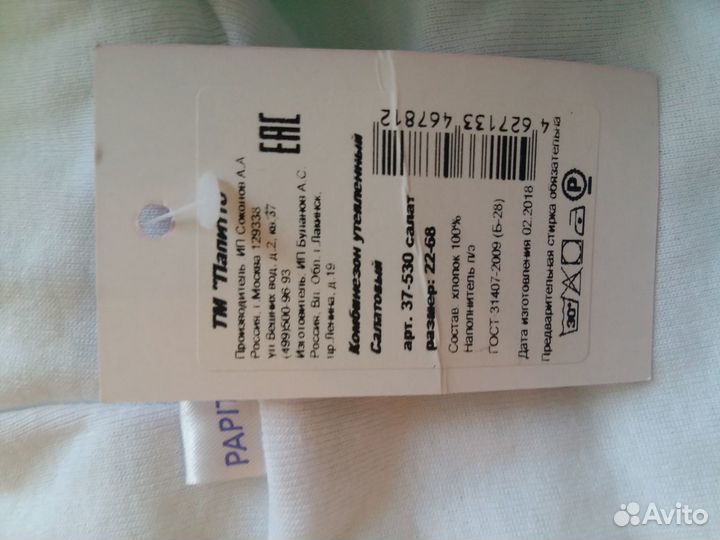 ТМ "Папитто"
Производитель: ИП Соколов А.А
Россия, г.Москва 129338
ул Вешних вод, д.2, кв.37
(499)500-96-93
Изготовитель: ИП Буланов А.С.
Россия, Вл. Обл. г.Лакинск,
пр.Ленина, д.19
EAC
Комбинезон утепленный
Салатовый
арт. 37-530 салат
размер: 22-68
4 627133 467812
Состав: хлопок 100%
Наполнитель п/э
ГОСТ 31407-2009 (Б-28)
Дата изготовления 02.2018
Предварительная стирка обязательна
30°
P
PAPIT
Avito